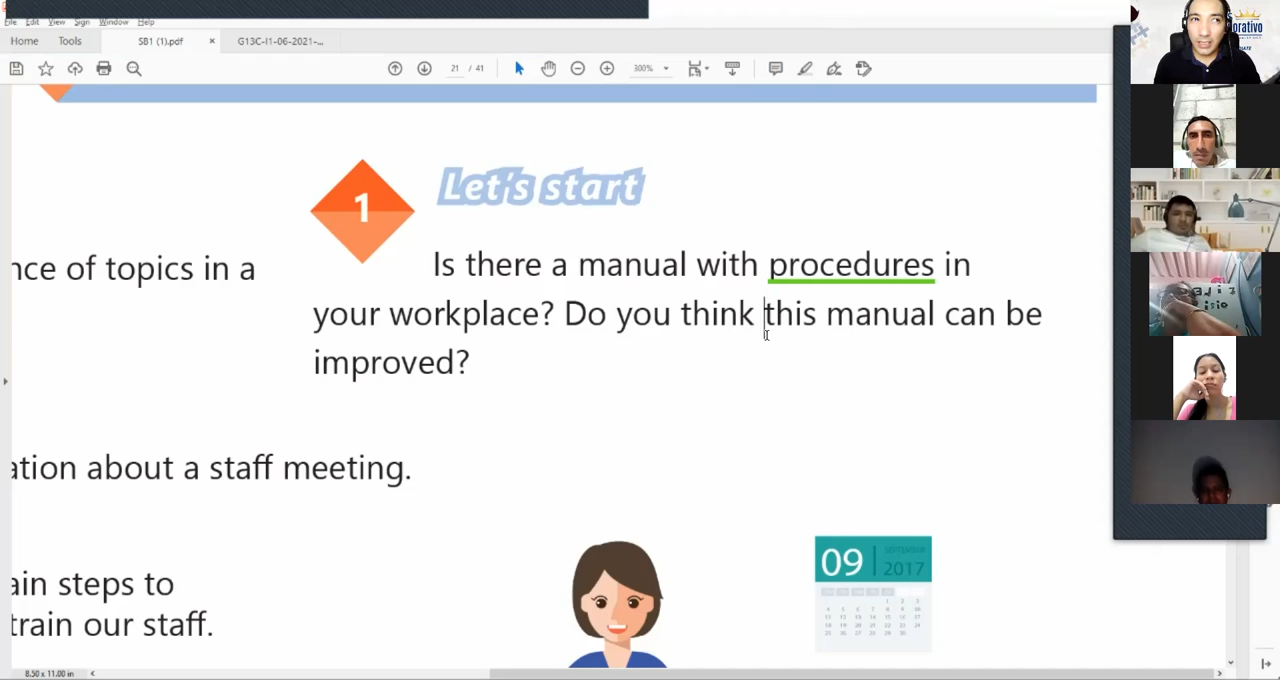 File Edit View Sign Window Help
Home Tools SB1 (1).pdf × G13C-I1-06-2021-...
21 / 41 300%
1 Let's start
Is there a manual with procedures in
your workplace? Do you think this manual can be
improved?
nce of topics in a
ation about a staff meeting.
ain steps to
train our staff.
09 SEPTEMBER
2017
8.50 x 11.00 in
orativo